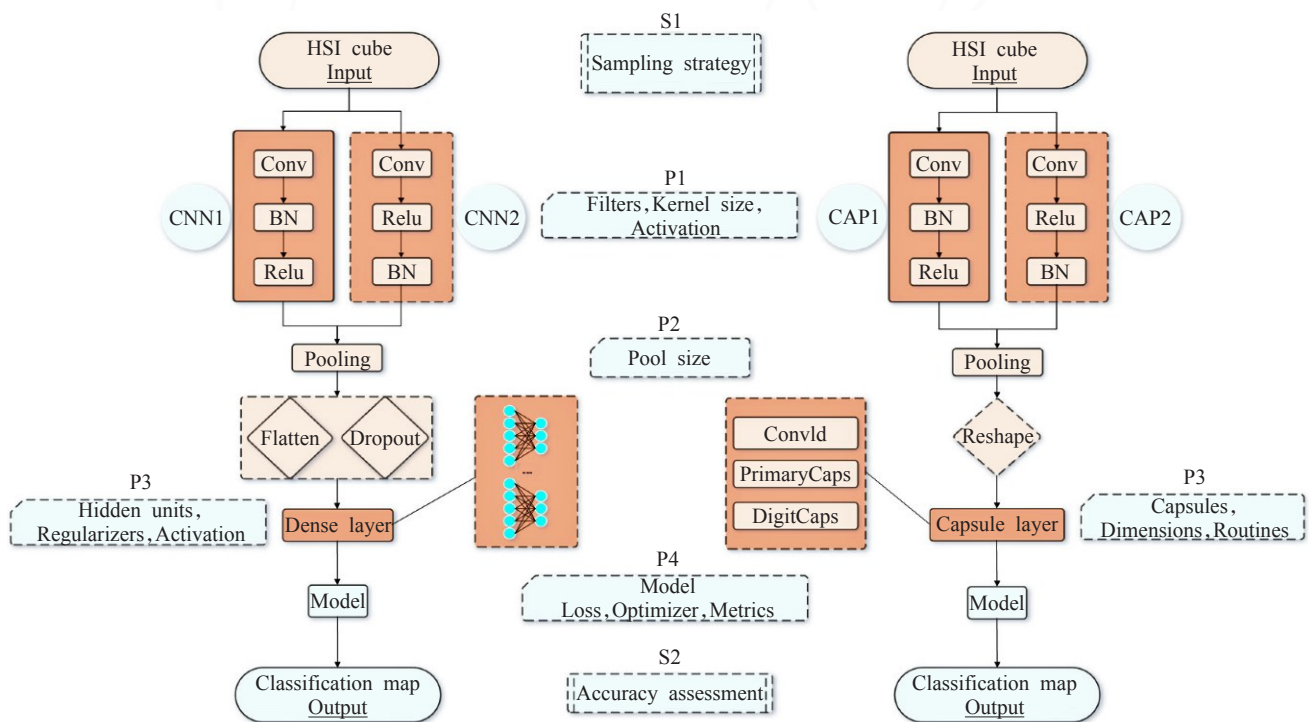 S1
HSI cube
Input
Sampling strategy
HSI cube
Input
Conv
BN
Relu
Conv
Relu
BN
CNN1
CNN2
P1
Filters,Kernel size,
Activation
CAP1
CAP2
Conv
BN
Relu
Conv
Relu
BN
Pooling
P2
Pool size
Pooling
Flatten
Dropout
...
Convld
PrimaryCaps
DigitCaps
Reshape
P3
Hidden units,
Regularizers,Activation
Dense layer
Capsule layer
P3
Capsules,
Dimensions,Routines
P4
Model
Loss,Optimizer,Metrics
Model
Model
S2
Accuracy assessment
Classification map
Output
Classification map
Output